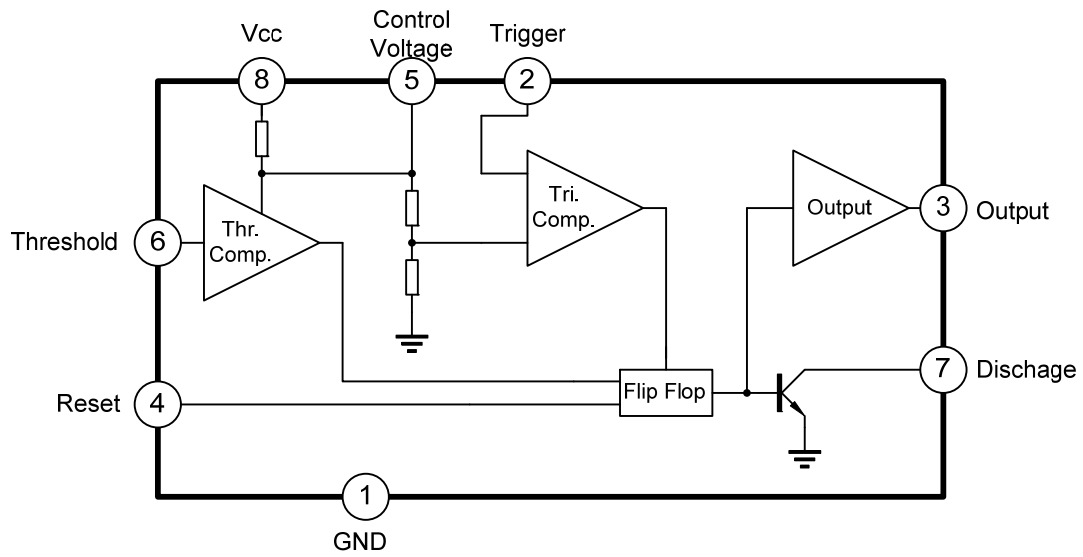 Vcc
Control
Voltage
Trigger
8
5
2
Thr.
Comp.
Tri.
Comp.
Output
Threshold
6
3
Output
Reset
4
Flip Flop
7
Dischage
1
GND